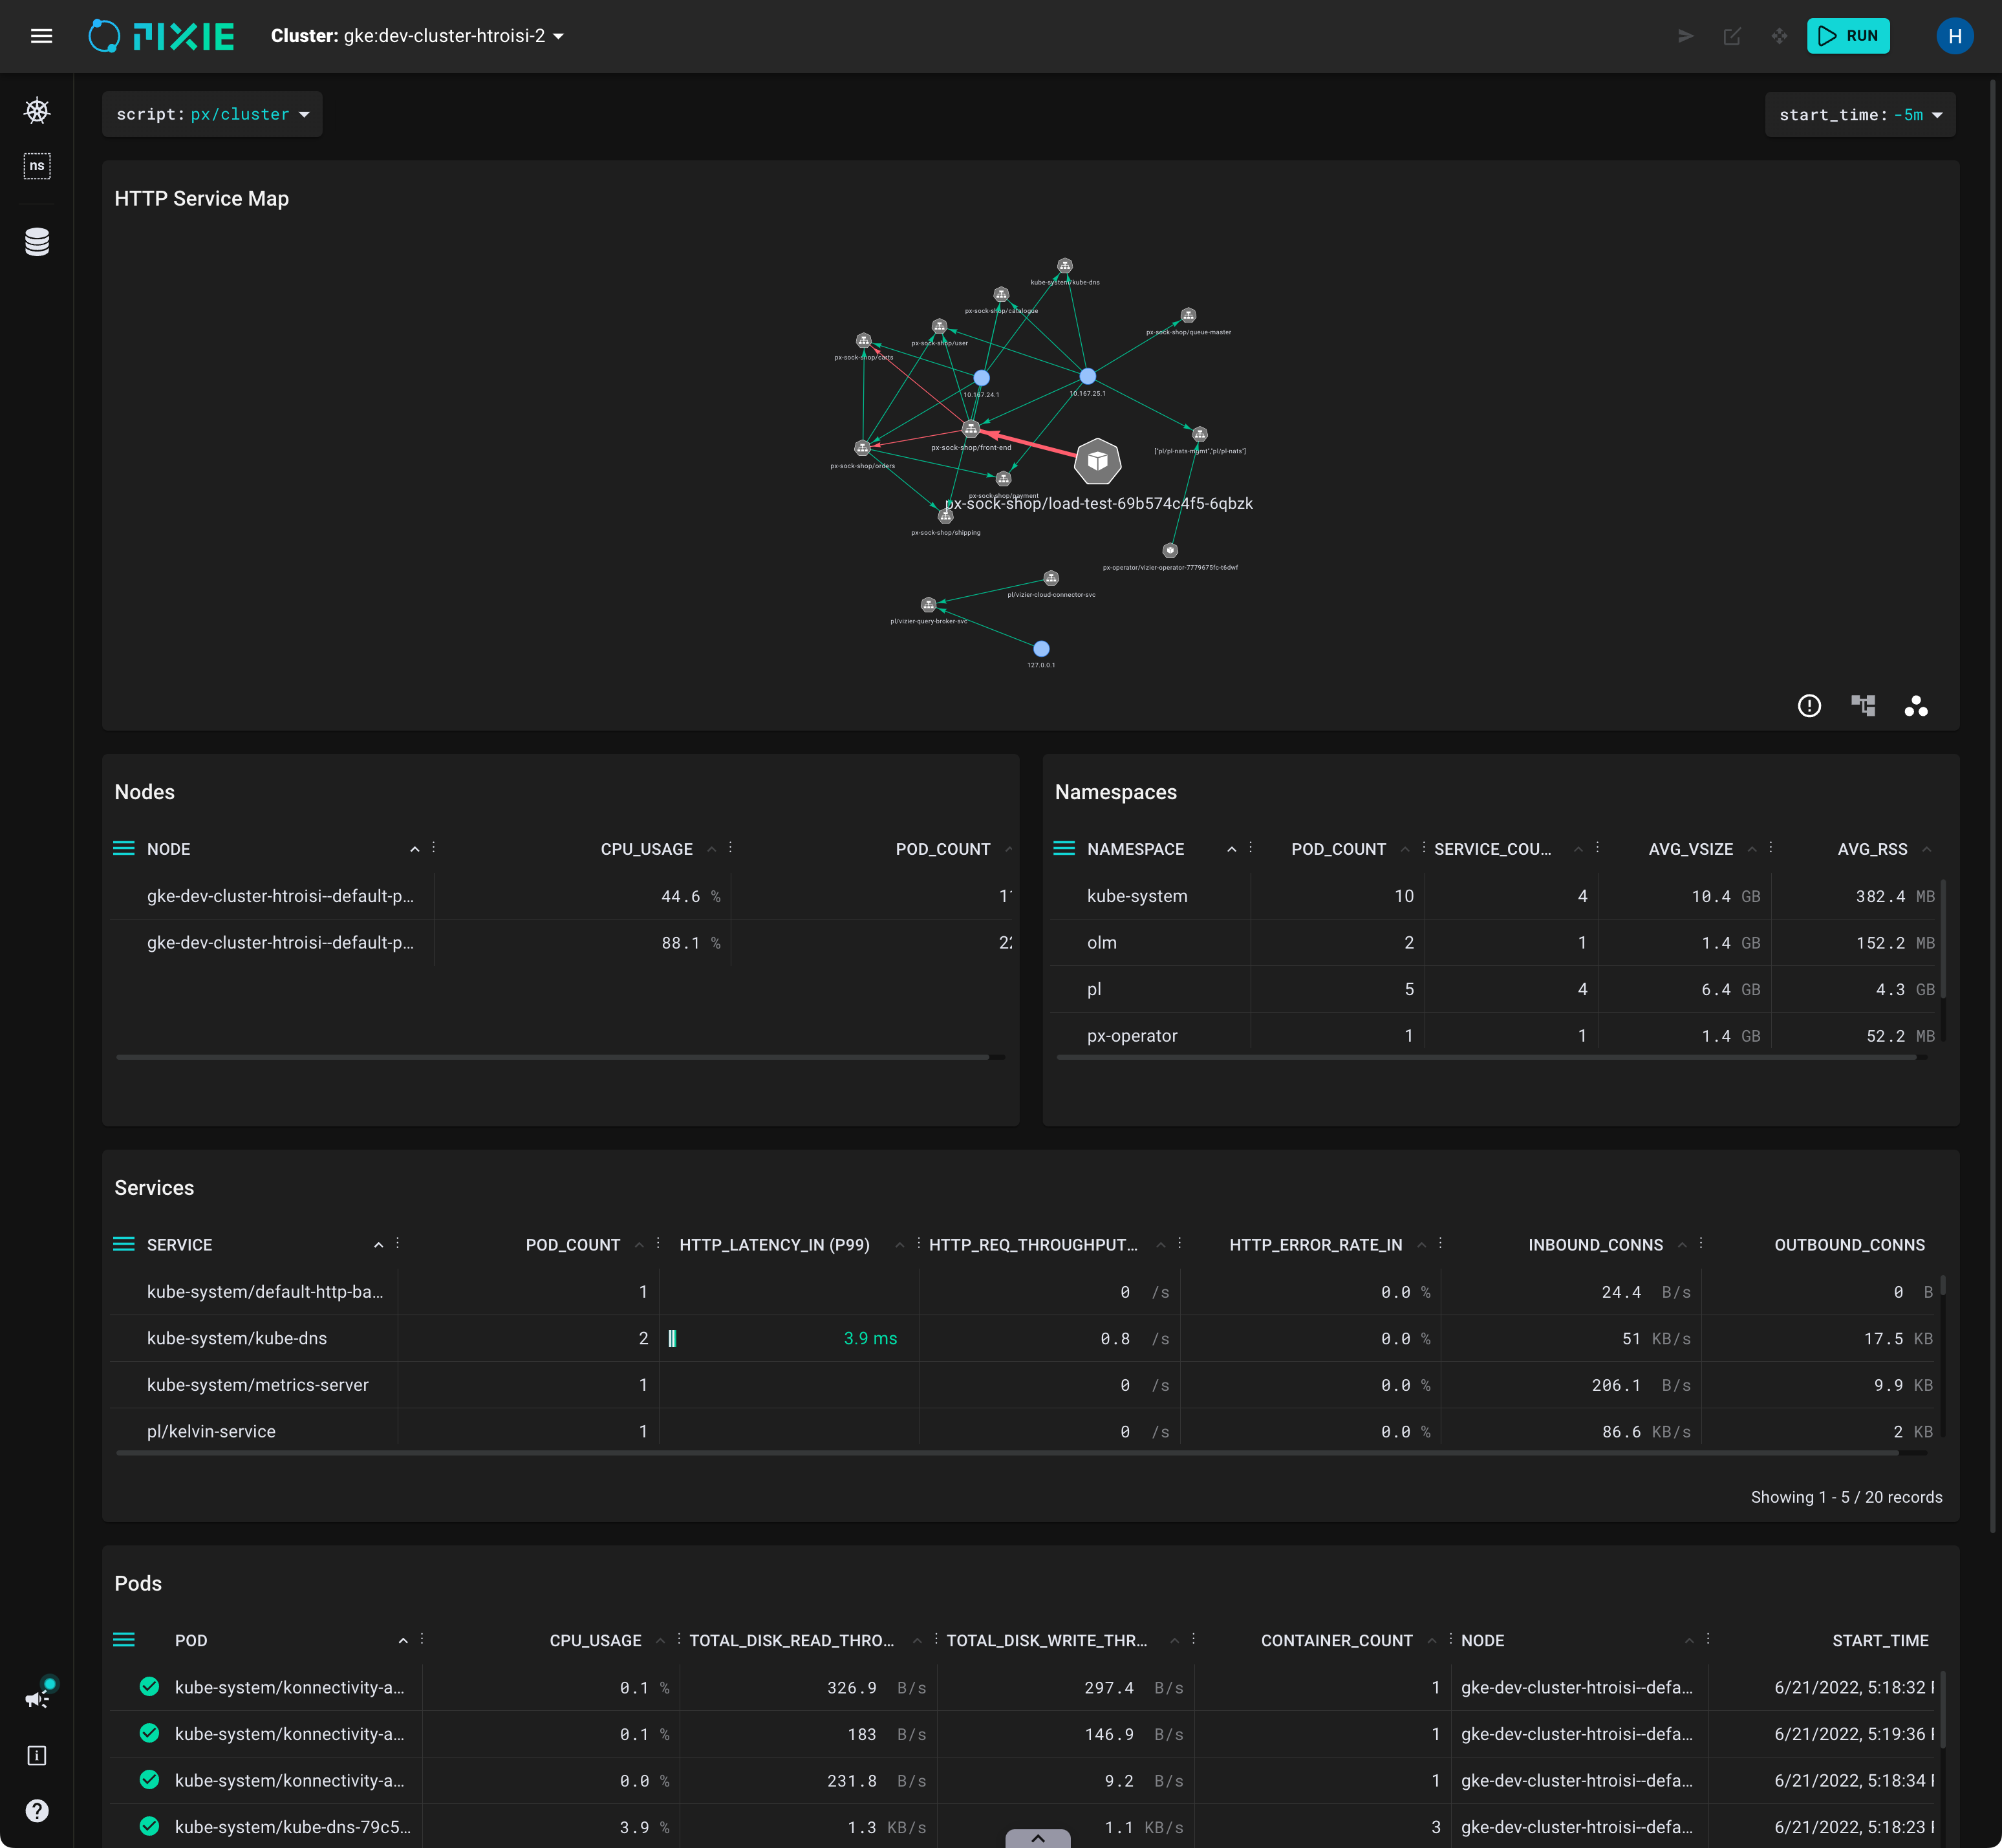 PIXIE Cluster: gke:dev-cluster-htroisi-2 RUN H
script: px/cluster start_time: -5m
ns
HTTP Service Map
kube-system/kube-dns
px-sock-shop/catalogue
px-sock-shop/queue-master
px-sock-shop/user
px-sock-shop/carts
10.167.24.1
10.167.25.1
px-sock-shop/front-end
["pl/pl-nats-mgmt","pl/pl-nats"]
px-sock-shop/orders
px-sock-shop/payment
px-sock-shop/load-test-69b574c4f5-6qbzk
px-sock-shop/shipping
px-operator/vizier-operator-7779675fc-t6dwf
pl/vizier-cloud-connector-svc
pl/vizier-query-broker-svc
127.0.0.1
Nodes
NODE CPU_USAGE POD_COUNT
gke-dev-cluster-htroisi--default-p... 44.6 % 11
gke-dev-cluster-htroisi--default-p... 88.1 % 22
Namespaces
NAMESPACE POD_COUNT SERVICE_COU... AVG_VSIZE AVG_RSS
kube-system 10 4 10.4 GB 382.4 MB
olm 2 1 1.4 GB 152.2 MB
pl 5 4 6.4 GB 4.3 GB
px-operator 1 1 1.4 GB 52.2 MB
Services
SERVICE POD_COUNT HTTP_LATENCY_IN (P99) HTTP_REQ_THROUGHPUT... HTTP_ERROR_RATE_IN INBOUND_CONNS OUTBOUND_CONNS
kube-system/default-http-ba... 1 0 /s 0.0 % 24.4 B/s 0 B
kube-system/kube-dns 2 3.9 ms 0.8 /s 0.0 % 51 KB/s 17.5 KB
kube-system/metrics-server 1 0 /s 0.0 % 206.1 B/s 9.9 KB
pl/kelvin-service 1 0 /s 0.0 % 86.6 KB/s 2 KB
Showing 1 - 5 / 20 records
Pods
POD CPU_USAGE TOTAL_DISK_READ_THRO... TOTAL_DISK_WRITE_THR... CONTAINER_COUNT NODE START_TIME
kube-system/konnectivity-a... 0.1 % 326.9 B/s 297.4 B/s 1 gke-dev-cluster-htroisi--defa... 6/21/2022, 5:18:32
kube-system/konnectivity-a... 0.1 % 183 B/s 146.9 B/s 1 gke-dev-cluster-htroisi--defa... 6/21/2022, 5:19:36
kube-system/konnectivity-a... 0.0 % 231.8 B/s 9.2 B/s 1 gke-dev-cluster-htroisi--defa... 6/21/2022, 5:18:34
kube-system/kube-dns-79c5... 3.9 % 1.3 KB/s 1.1 KB/s 3 gke-dev-cluster-htroisi--defa... 6/21/2022, 5:18:23